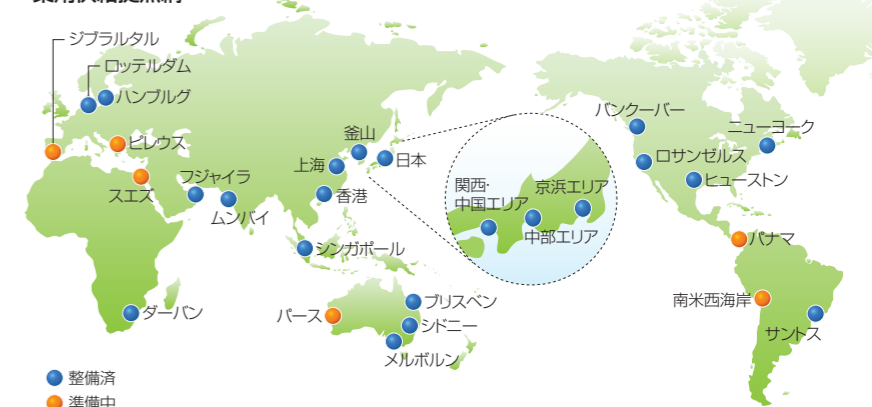 ジブラルタル
ロッテルダム
ハンブルグ
ピレウス
スエズ
フジャイラ
ムンバイ
釜山
上海
日本
香港
シンガポール
ダーバン
パース
ブリスベン
シドニー
メルボルン
関西・
中国エリア
京浜エリア
中部エリア
バンクーバー
ニューヨーク
ロサンゼルス
ヒューストン
パナマ
南米西海岸
サントス
整備済
準備中